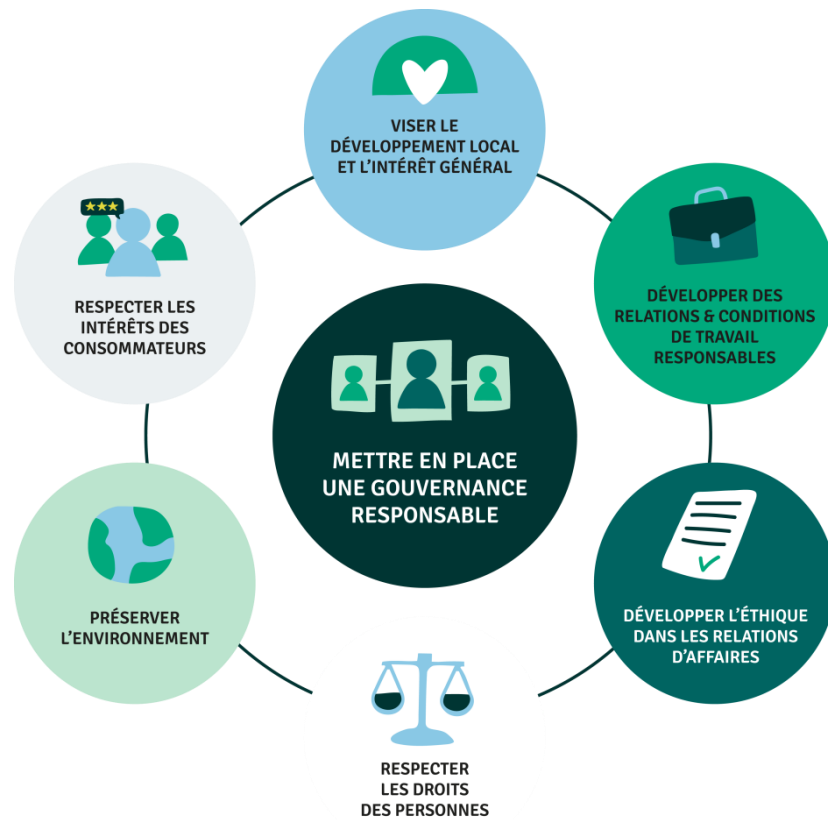 VISER LE
DÉVELOPPEMENT LOCAL
ET L'INTÉRÊT GÉNÉRAL
RESPECTER LES
INTÉRÊTS DES
CONSOMMATEURS
DÉVELOPPER DES
RELATIONS & CONDITIONS
DE TRAVAIL
RESPONSABLES
METTRE EN PLACE
UNE GOUVERNANCE
RESPONSABLE
PRÉSERVER
L'ENVIRONNEMENT
DÉVELOPPER L'ÉTHIQUE
DANS LES RELATIONS
D'AFFAIRES
RESPECTER
LES DROITS
DES PERSONNES